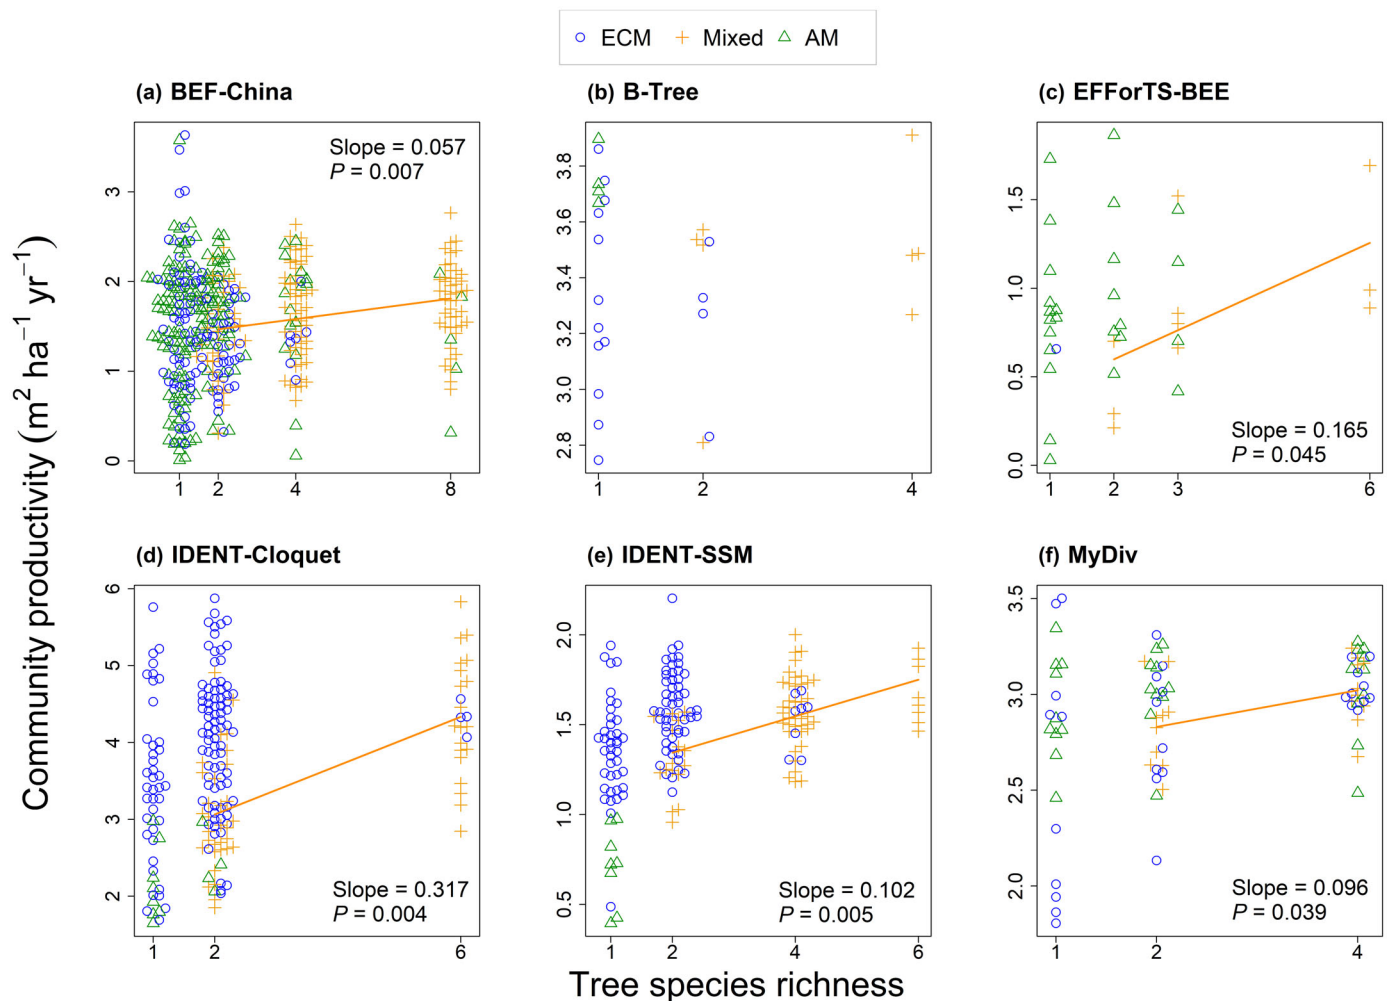 ECM Mixed AM
(a) BEF-China
3
2
1
0
1 2 4 8
Slope = 0.057
P = 0.007
(b) B-Tree
3.8
3.6
3.4
3.2
3.0
2.8
1 2 4
(c) EFForTS-BEE
1.5
1.0
0.5
0.0
1 2 3 6
Slope = 0.165
P = 0.045
Community productivity (m² ha⁻¹ yr⁻¹)
(d) IDENT-Cloquet
6
5
4
3
2
1 2 6
Slope = 0.317
P = 0.004
(e) IDENT-SSM
2.0
1.5
1.0
0.5
1 2 4 6
Slope = 0.102
P = 0.005
(f) MyDiv
3.5
3.0
2.5
2.0
1 2 4
Slope = 0.096
P = 0.039
Tree species richness